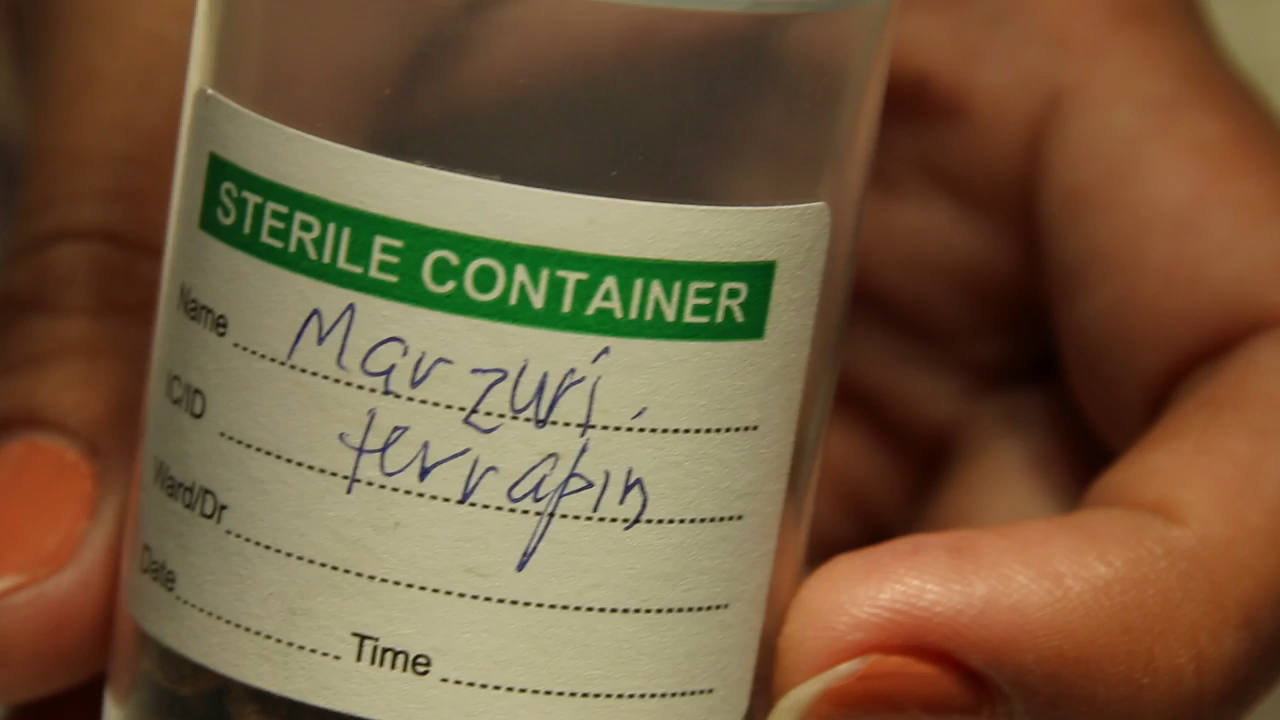 STERILE CONTAINER
Name Marzuri.
IC/ID terrapin
Ward/Dr
Date Time